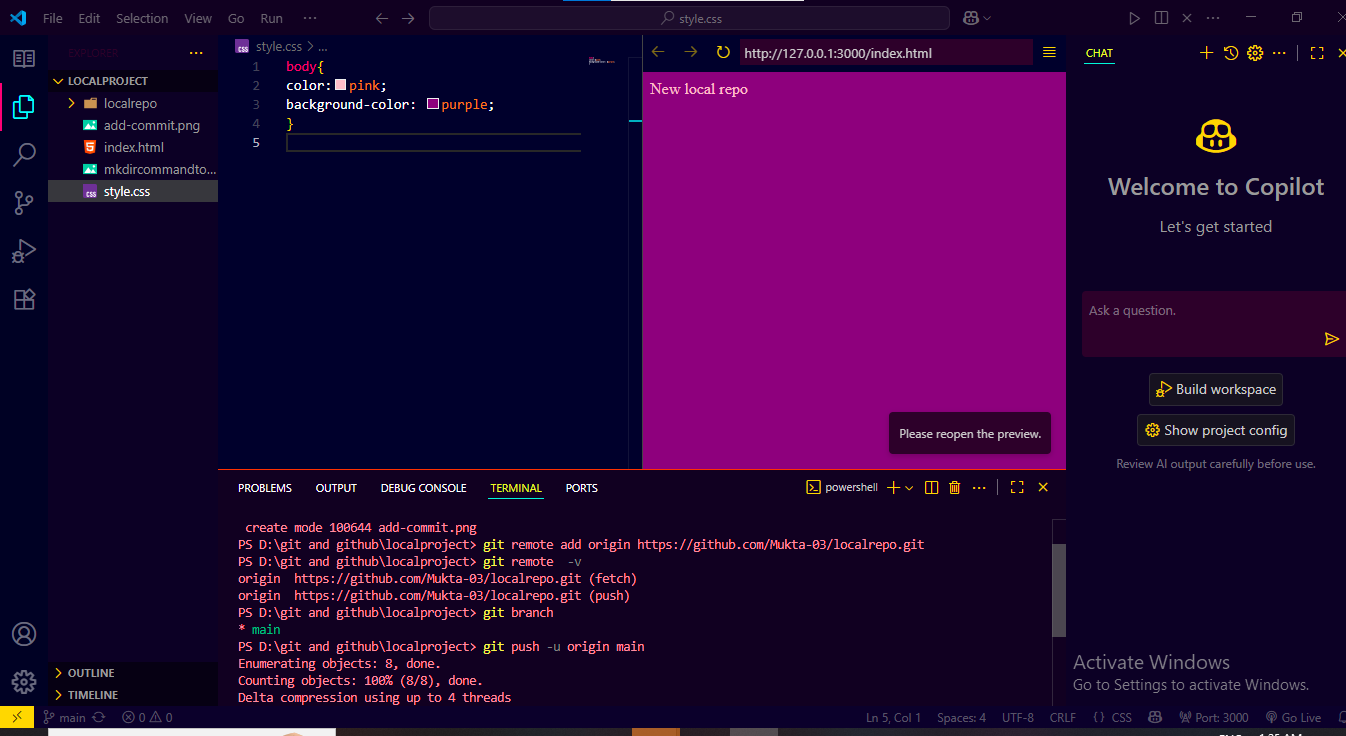 File Edit Selection View Go Run ··· style.css
EXPLORER ···
LOCALPROJECT
localrepo
add-commit.png
index.html
mkdircommandto...
style.css
OUTLINE
TIMELINE
style.css > ...
1 body{
2 color: pink;
3 background-color: purple;
4 }
5
http://127.0.0.1:3000/index.html
New local repo
Please reopen the preview.
CHAT
Welcome to Copilot
Let's get started
Ask a question.
Build workspace
Show project config
Review AI output carefully before use.
PROBLEMS OUTPUT DEBUG CONSOLE TERMINAL PORTS powershell
create mode 100644 add-commit.png
PS D:\git and github\localproject> git remote add origin https://github.com/Mukta-03/localrepo.git
PS D:\git and github\localproject> git remote  -v
origin  https://github.com/Mukta-03/localrepo.git (fetch)
origin  https://github.com/Mukta-03/localrepo.git (push)
PS D:\git and github\localproject> git branch
* main
PS D:\git and github\localproject> git push -u origin main
Enumerating objects: 8, done.
Counting objects: 100% (8/8), done.
Delta compression using up to 4 threads
Activate Windows
Go to Settings to activate Windows.
main 0 0 Ln 5, Col 1 Spaces: 4 UTF-8 CRLF {} CSS Port: 3000 Go Live